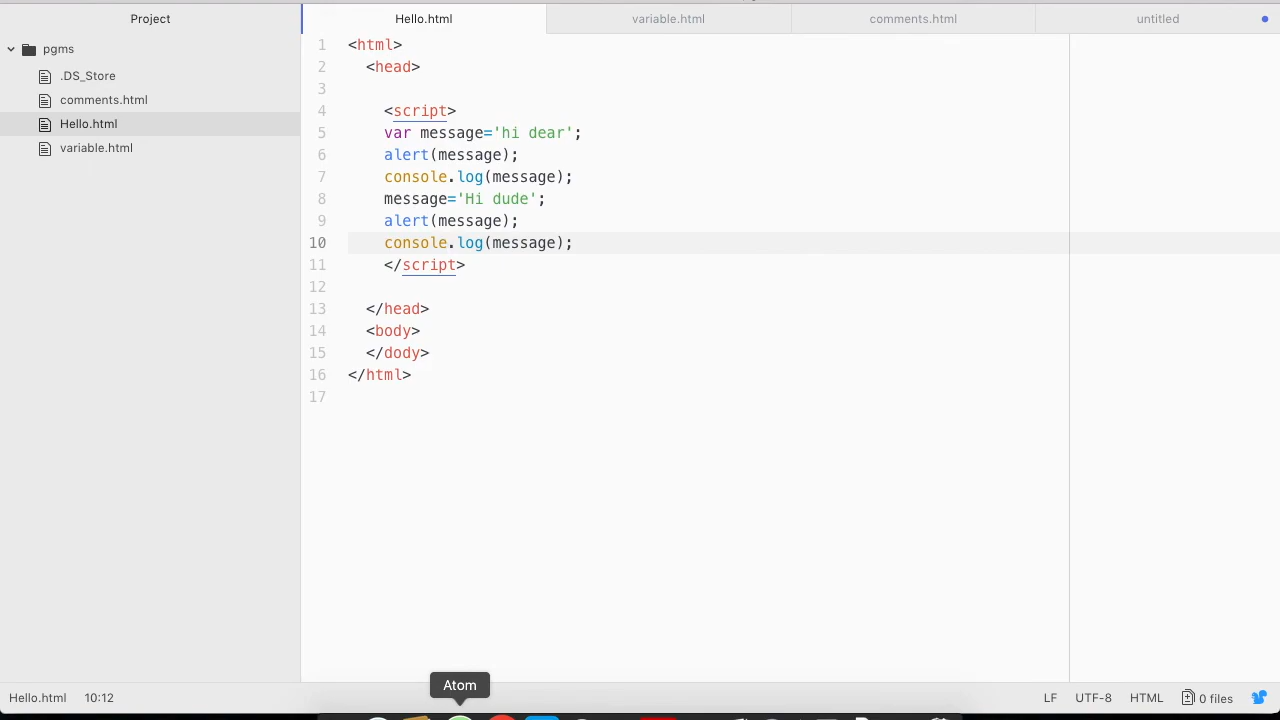 Project
Hello.html
variable.html
comments.html
untitled
pgms
.DS_Store
comments.html
Hello.html
variable.html
1 <html>
2 <head>
3
4 <script>
5 var message='hi dear';
6 alert(message);
7 console.log(message);
8 message='Hi dude';
9 alert(message);
10 console.log(message);
11 </script>
12
13 </head>
14 <body>
15 </dody>
16 </html>
17
Atom
Hello.html 10:12
LF UTF-8 HTML 0 files